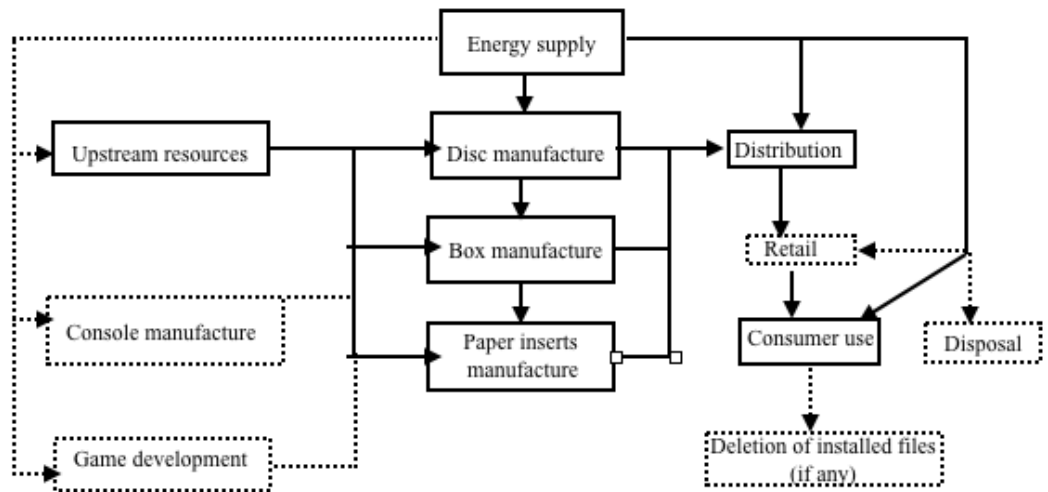 Energy supply
Upstream resources
Disc manufacture
Distribution
Box manufacture
Retail
Console manufacture
Paper inserts
manufacture
Consumer use
Disposal
Game development
Deletion of installed files
(if any)